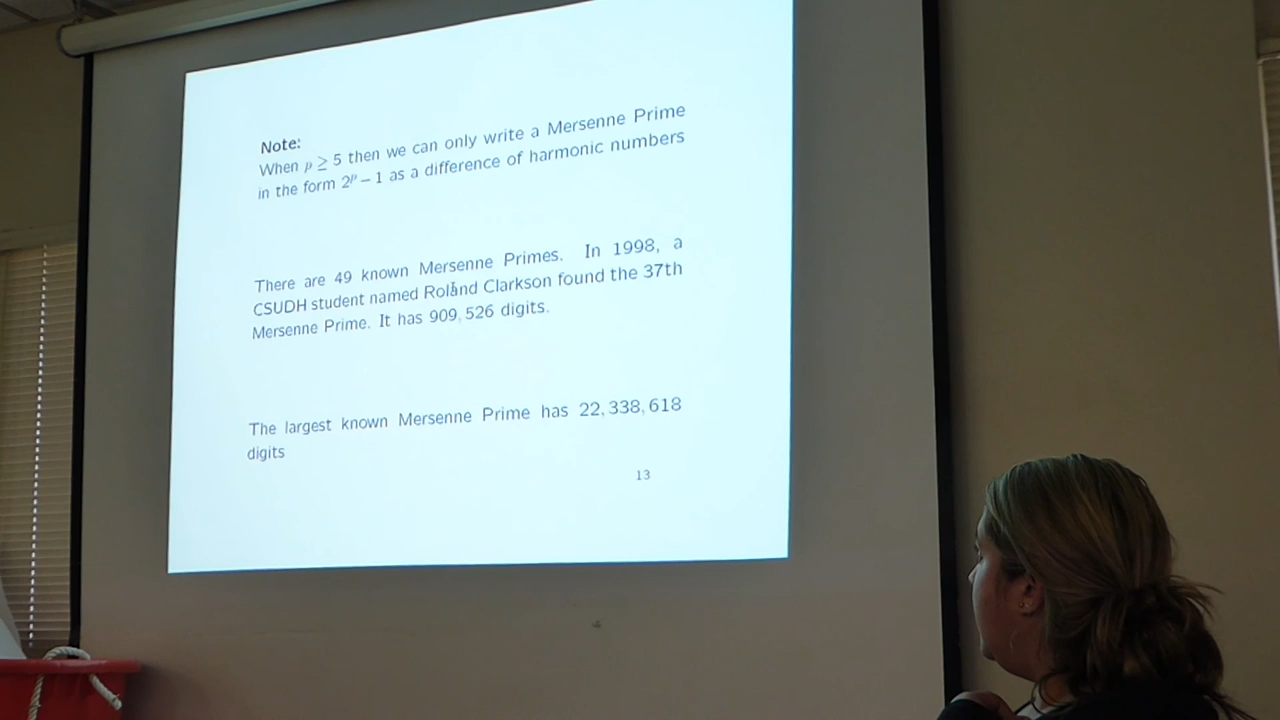 Note:
When p ≥ 5 then we can only write a Mersenne Prime
in the form 2^p − 1 as a difference of harmonic numbers
There are 49 known Mersenne Primes. In 1998, a
CSUDH student named Roland Clarkson found the 37th
Mersenne Prime. It has 909,526 digits.
The largest known Mersenne Prime has 22,338,618
digits
13